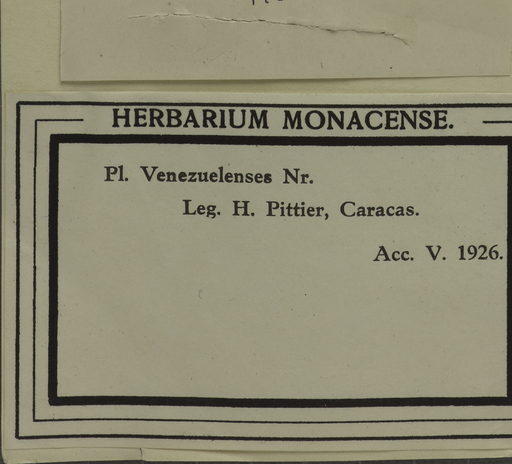 HERBARIUM MONACENSE.
Pl. Venezuelenses Nr.
Leg. H. Pittier, Caracas.
Acc. V. 1926.